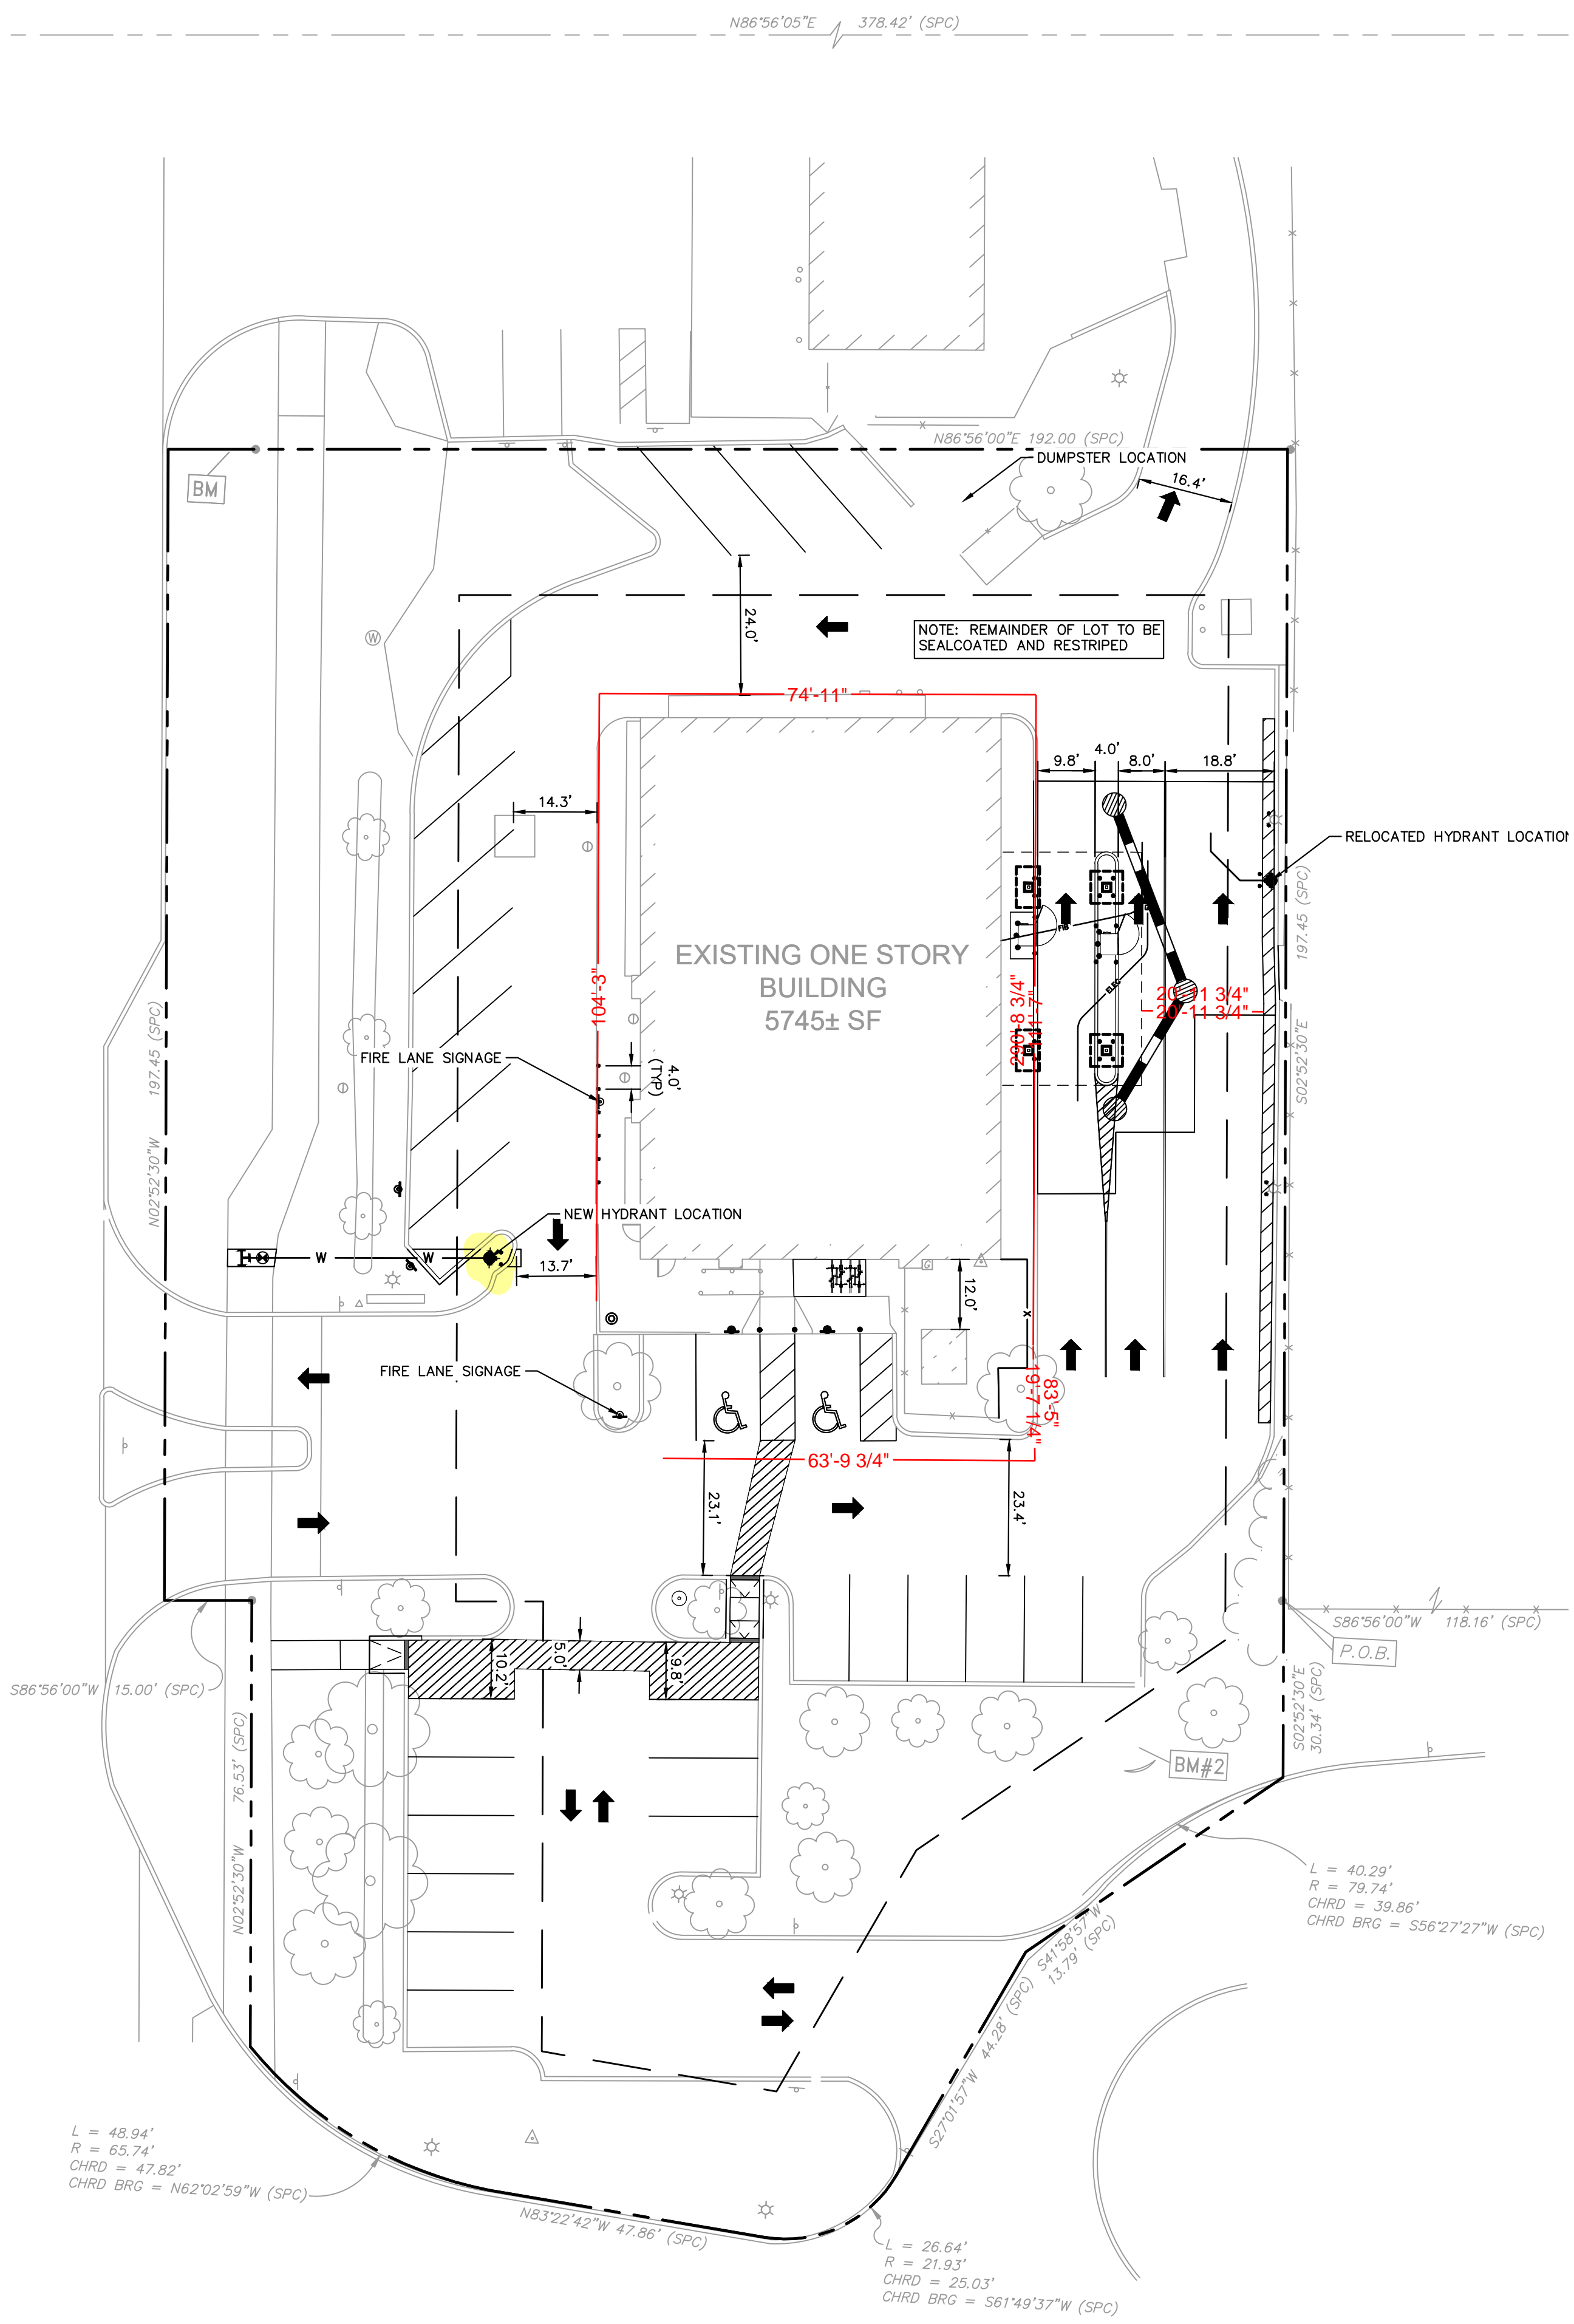 N86°56'05"E 378.42' (SPC)
N86°56'00"E 192.00 (SPC)
DUMPSTER LOCATION
16.4'
BM
W
24.0'
NOTE: REMAINDER OF LOT TO BE
SEALCOATED AND RESTRIPED
74'-11"
9.8'
4.0'
8.0'
18.8'
14.3'
RELOCATED HYDRANT LOCATION
197.45 (SPC)
S02°52'30"E
FIB
ELEC
EXISTING ONE STORY
BUILDING
5745± SF
104'-3"
20'-11 3/4"
20'-11 3/4"
197.45 (SPC)
N02°52'30"W
FIRE LANE SIGNAGE
4.0'
(TYP)
NEW HYDRANT LOCATION
W
W
13.7'
G
12.0'
FIRE LANE SIGNAGE
83'-5"
19'-7 1/4"
63'-9 3/4"
23.1'
23.4'
S86°56'00"W 118.16' (SPC)
P.O.B.
S86°56'00"W 15.00' (SPC)
10.2'
5.0'
9.8'
S02°52'30"E
30.34' (SPC)
BM#2
N02°52'30"W 76.53' (SPC)
L = 40.29'
R = 79.74'
CHRD = 39.86'
CHRD BRG = S56°27'27"W (SPC)
S41°58'57"W
13.79' (SPC)
S27°01'57"W 44.28' (SPC)
L = 48.94'
R = 65.74'
CHRD = 47.82'
CHRD BRG = N62°02'59"W (SPC)
N83°22'42"W 47.86' (SPC)
L = 26.64'
R = 21.93'
CHRD = 25.03'
CHRD BRG = S61°49'37"W (SPC)